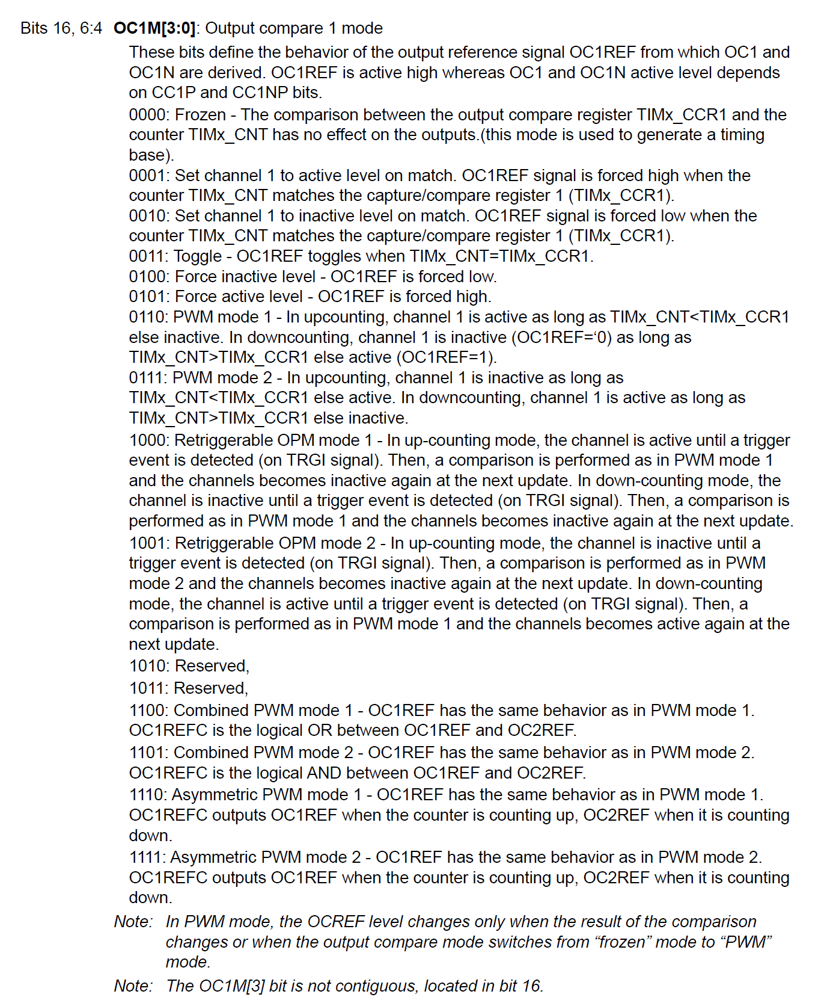 Bits 16, 6:4 OC1M[3:0]: Output compare 1 mode
These bits define the behavior of the output reference signal OC1REF from which OC1 and
OC1N are derived. OC1REF is active high whereas OC1 and OC1N active level depends
on CC1P and CC1NP bits.
0000: Frozen - The comparison between the output compare register TIMx_CCR1 and the
counter TIMx_CNT has no effect on the outputs.(this mode is used to generate a timing
base).
0001: Set channel 1 to active level on match. OC1REF signal is forced high when the
counter TIMx_CNT matches the capture/compare register 1 (TIMx_CCR1).
0010: Set channel 1 to inactive level on match. OC1REF signal is forced low when the
counter TIMx_CNT matches the capture/compare register 1 (TIMx_CCR1).
0011: Toggle - OC1REF toggles when TIMx_CNT=TIMx_CCR1.
0100: Force inactive level - OC1REF is forced low.
0101: Force active level - OC1REF is forced high.
0110: PWM mode 1 - In upcounting, channel 1 is active as long as TIMx_CNT<TIMx_CCR1
else inactive. In downcounting, channel 1 is inactive (OC1REF=‘0) as long as
TIMx_CNT>TIMx_CCR1 else active (OC1REF=1).
0111: PWM mode 2 - In upcounting, channel 1 is inactive as long as
TIMx_CNT<TIMx_CCR1 else active. In downcounting, channel 1 is active as long as
TIMx_CNT>TIMx_CCR1 else inactive.
1000: Retriggerable OPM mode 1 - In up-counting mode, the channel is active until a trigger
event is detected (on TRGI signal). Then, a comparison is performed as in PWM mode 1
and the channels becomes inactive again at the next update. In down-counting mode, the
channel is inactive until a trigger event is detected (on TRGI signal). Then, a comparison is
performed as in PWM mode 1 and the channels becomes inactive again at the next update.
1001: Retriggerable OPM mode 2 - In up-counting mode, the channel is inactive until a
trigger event is detected (on TRGI signal). Then, a comparison is performed as in PWM
mode 2 and the channels becomes inactive again at the next update. In down-counting
mode, the channel is active until a trigger event is detected (on TRGI signal). Then, a
comparison is performed as in PWM mode 1 and the channels becomes active again at the
next update.
1010: Reserved,
1011: Reserved,
1100: Combined PWM mode 1 - OC1REF has the same behavior as in PWM mode 1.
OC1REFC is the logical OR between OC1REF and OC2REF.
1101: Combined PWM mode 2 - OC1REF has the same behavior as in PWM mode 2.
OC1REFC is the logical AND between OC1REF and OC2REF.
1110: Asymmetric PWM mode 1 - OC1REF has the same behavior as in PWM mode 1.
OC1REFC outputs OC1REF when the counter is counting up, OC2REF when it is counting
down.
1111: Asymmetric PWM mode 2 - OC1REF has the same behavior as in PWM mode 2.
OC1REFC outputs OC1REF when the counter is counting up, OC2REF when it is counting
down.
Note: In PWM mode, the OCREF level changes only when the result of the comparison
changes or when the output compare mode switches from “frozen” mode to “PWM”
mode.
Note: The OC1M[3] bit is not contiguous, located in bit 16.